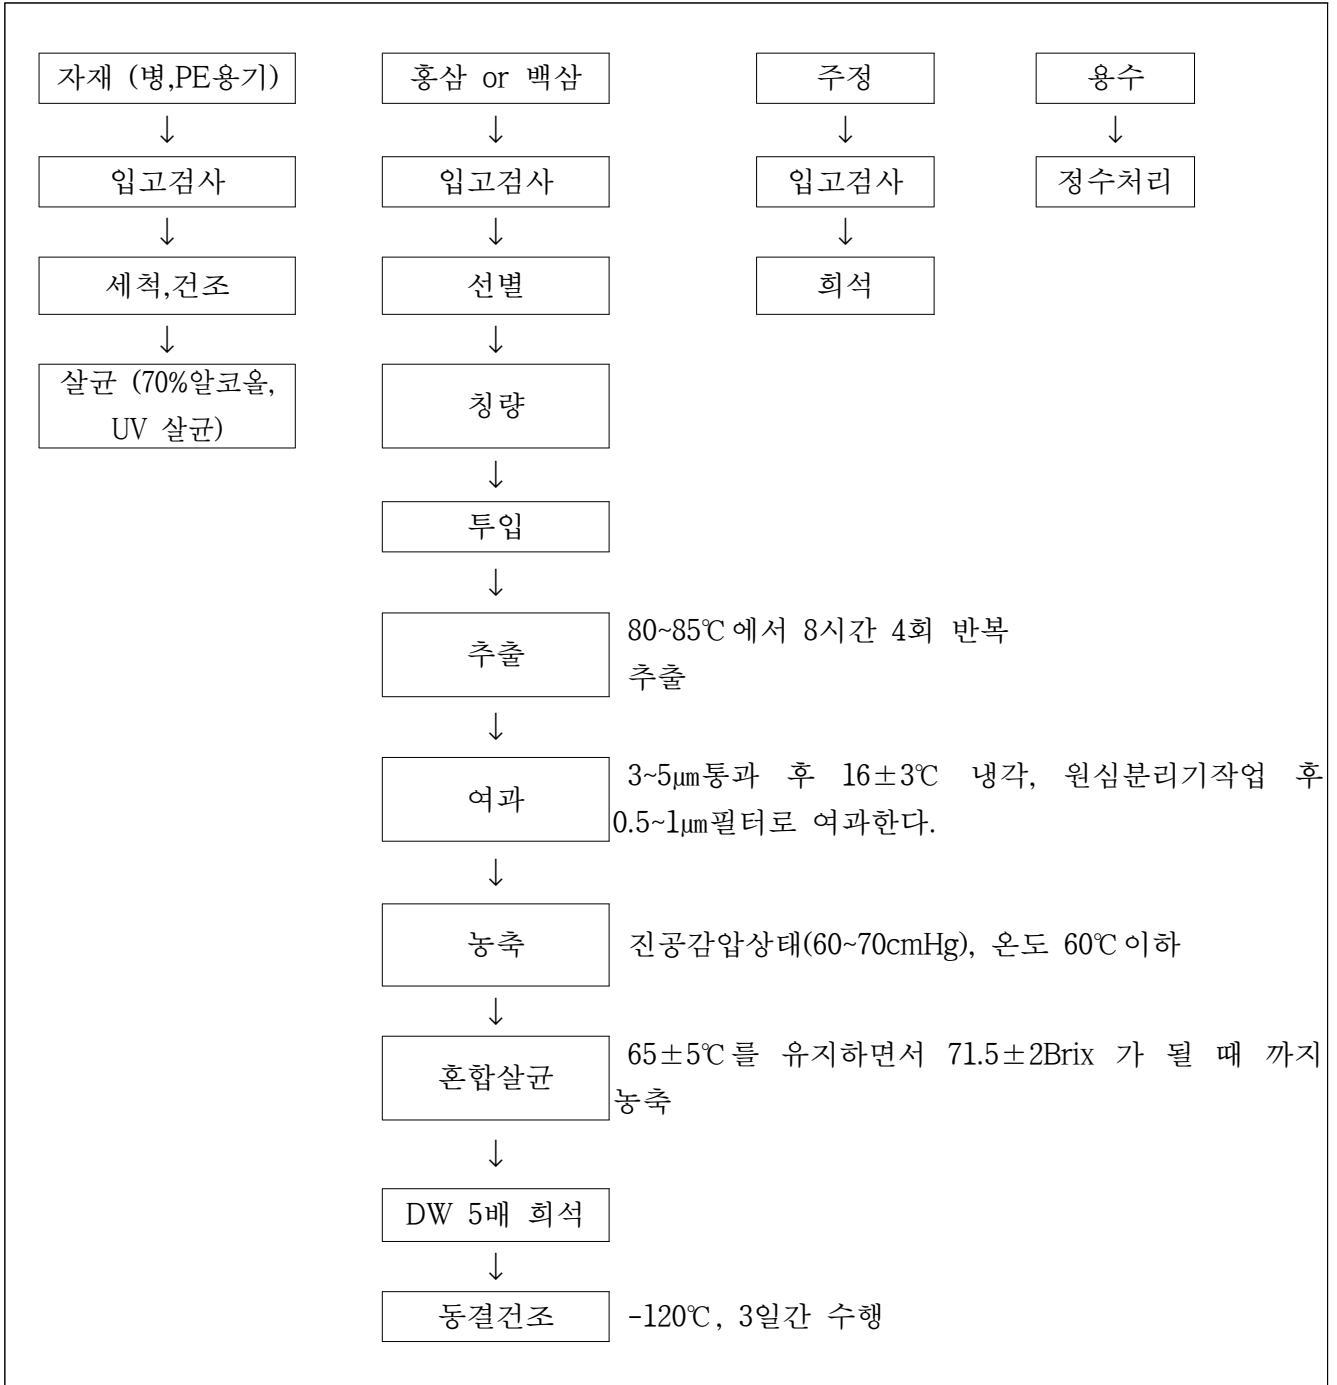 자재 (병,PE용기)
홍삼 or 백삼
주정
용수
↓
↓
↓
↓
입고검사
입고검사
입고검사
정수처리
↓
↓
↓
세척,건조
선별
희석
↓
↓
살균 (70%알코올,
UV 살균)
칭량
↓
투입
↓
추출
80~85℃에서 8시간 4회 반복
추출
↓
여과
3~5㎛통과 후 16±3℃ 냉각, 원심분리기작업 후
0.5~1㎛필터로 여과한다.
↓
농축
진공감압상태(60~70cmHg), 온도 60℃이하
↓
혼합살균
65±5℃를 유지하면서 71.5±2Brix 가 될 때 까지
농축
↓
DW 5배 희석
↓
동결건조
-120℃, 3일간 수행